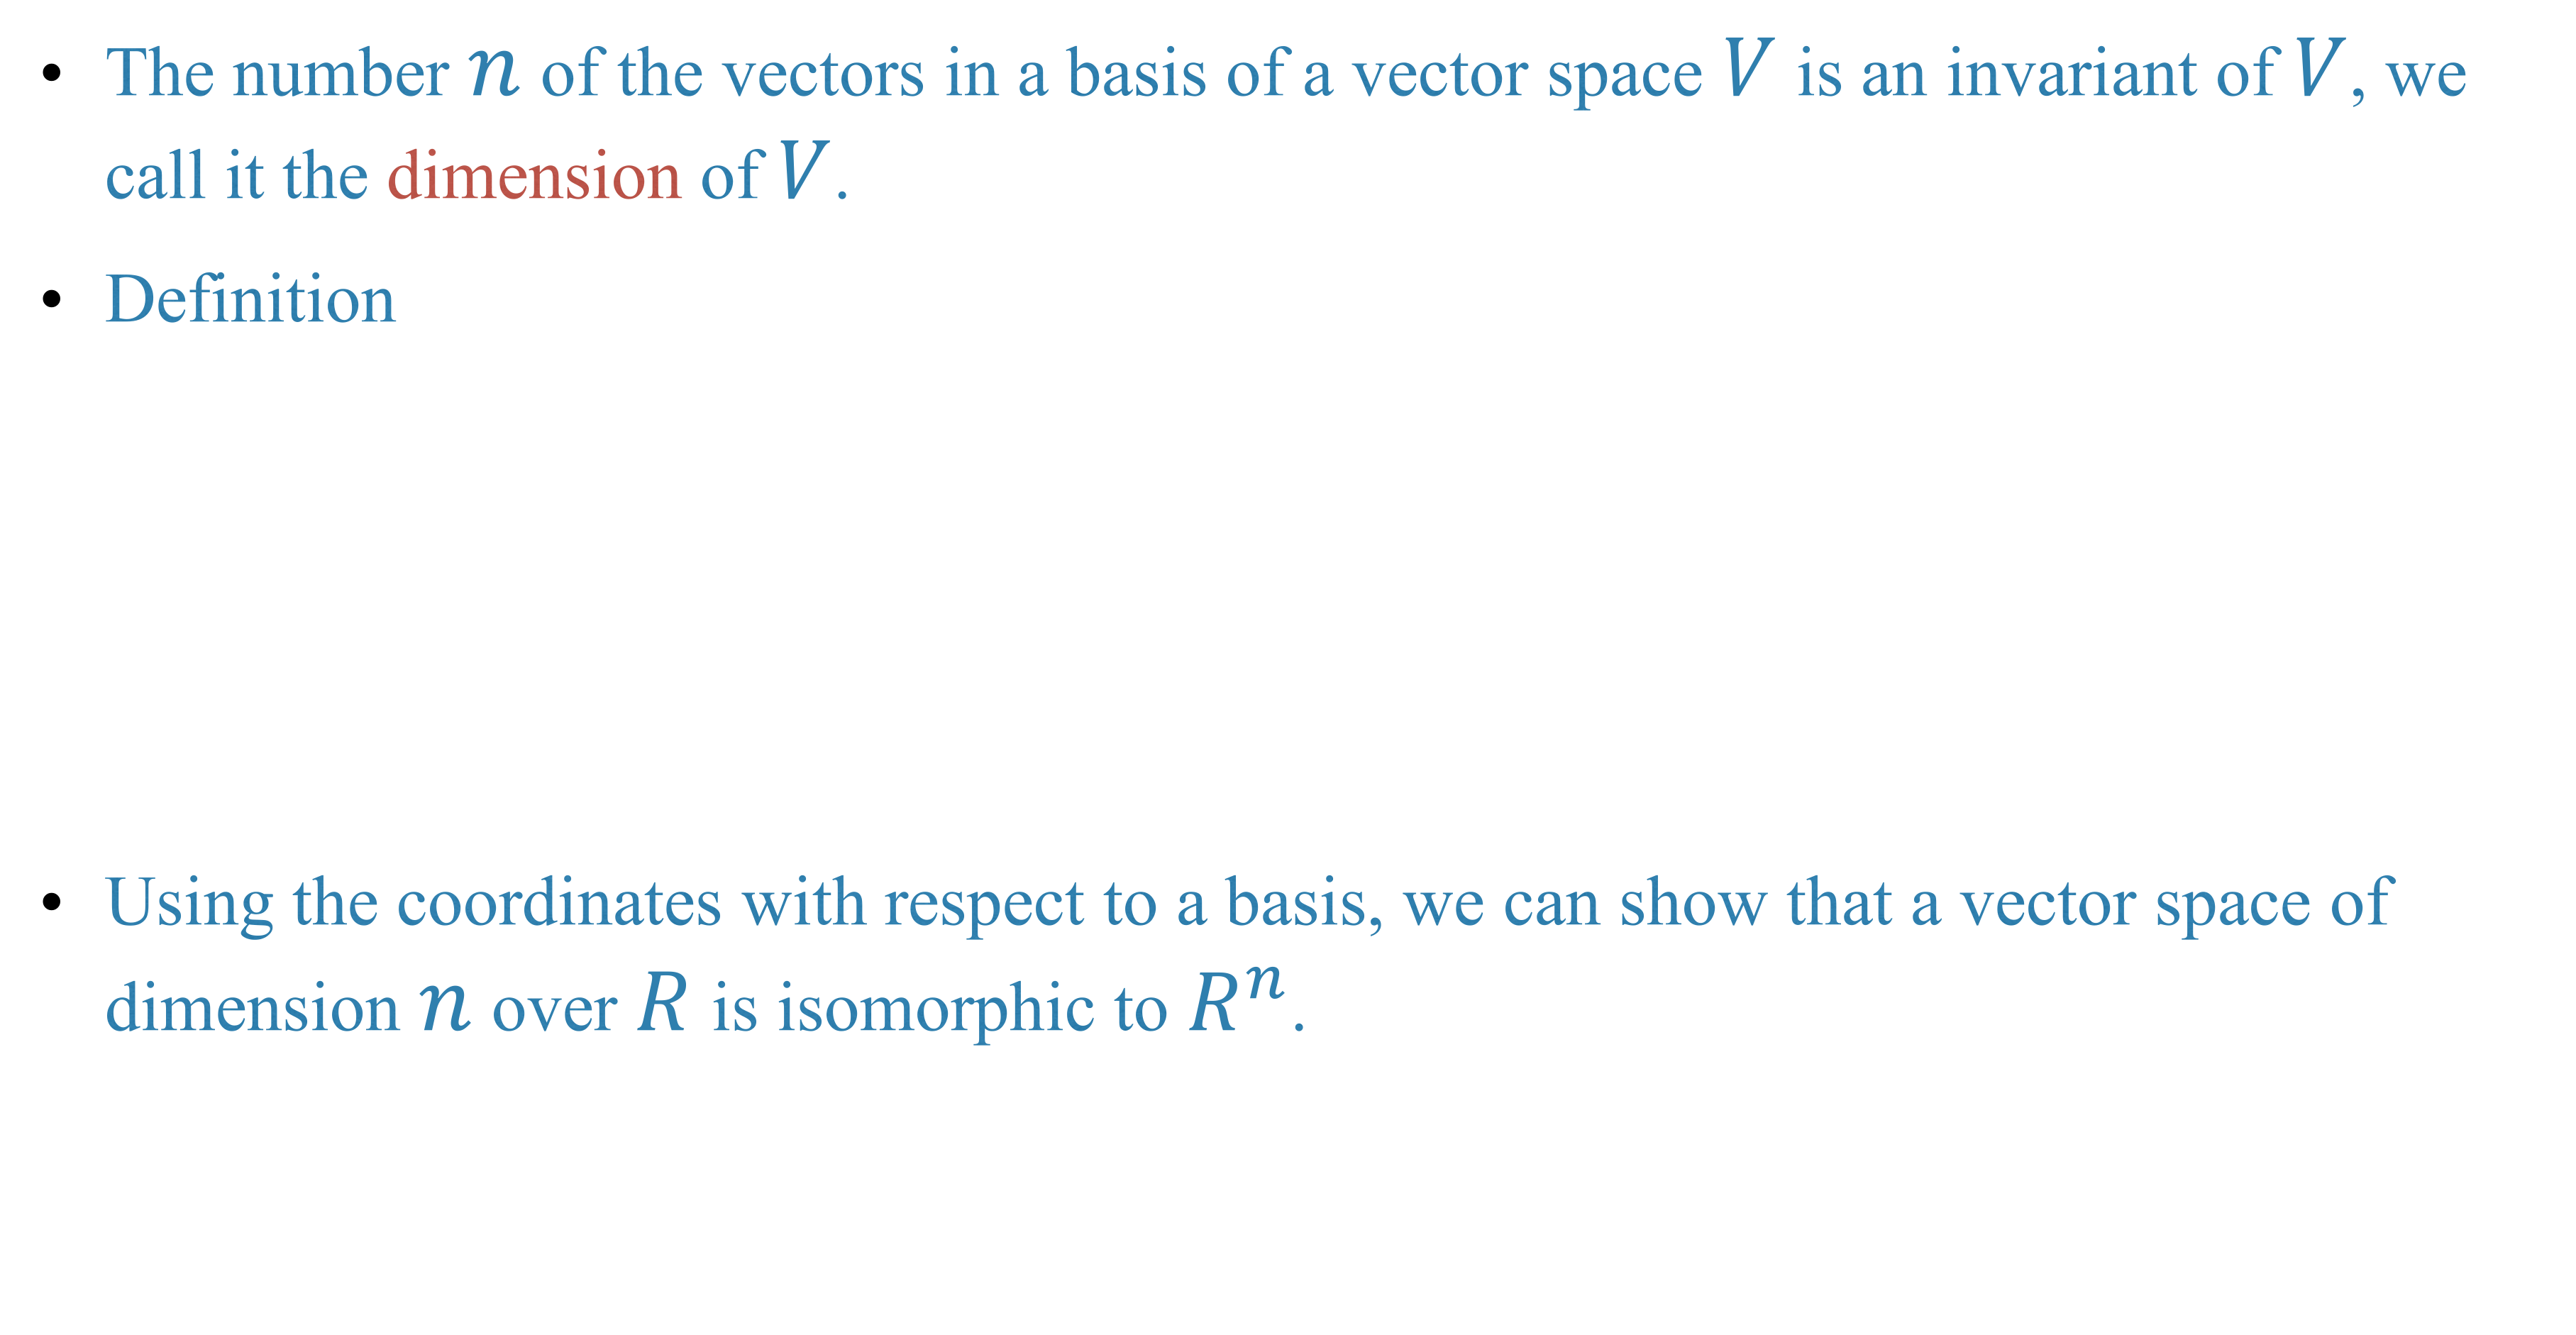 • The number n of the vectors in a basis of a vector space V is an invariant of V, we
call it the dimension of V.
• Definition
• Using the coordinates with respect to a basis, we can show that a vector space of
dimension n over R is isomorphic to Rⁿ.